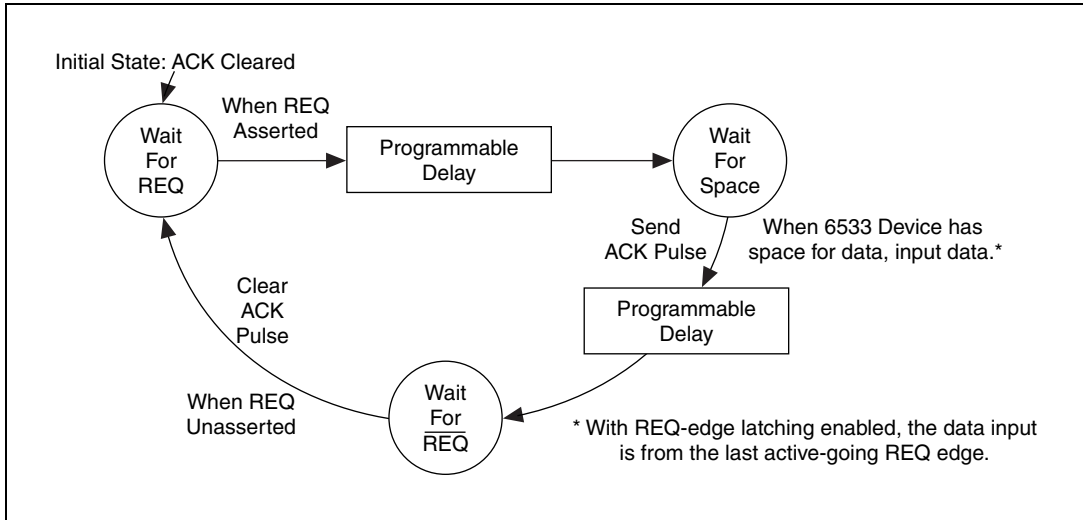 Initial State: ACK Cleared
Wait
For
REQ
When REQ
Asserted
Programmable
Delay
Wait
For
Space
Send
ACK Pulse
When 6533 Device has
space for data, input data.*
Programmable
Delay
Wait
For
REQ
When REQ
Unasserted
Clear
ACK
Pulse
* With REQ-edge latching enabled, the data input
is from the last active-going REQ edge.